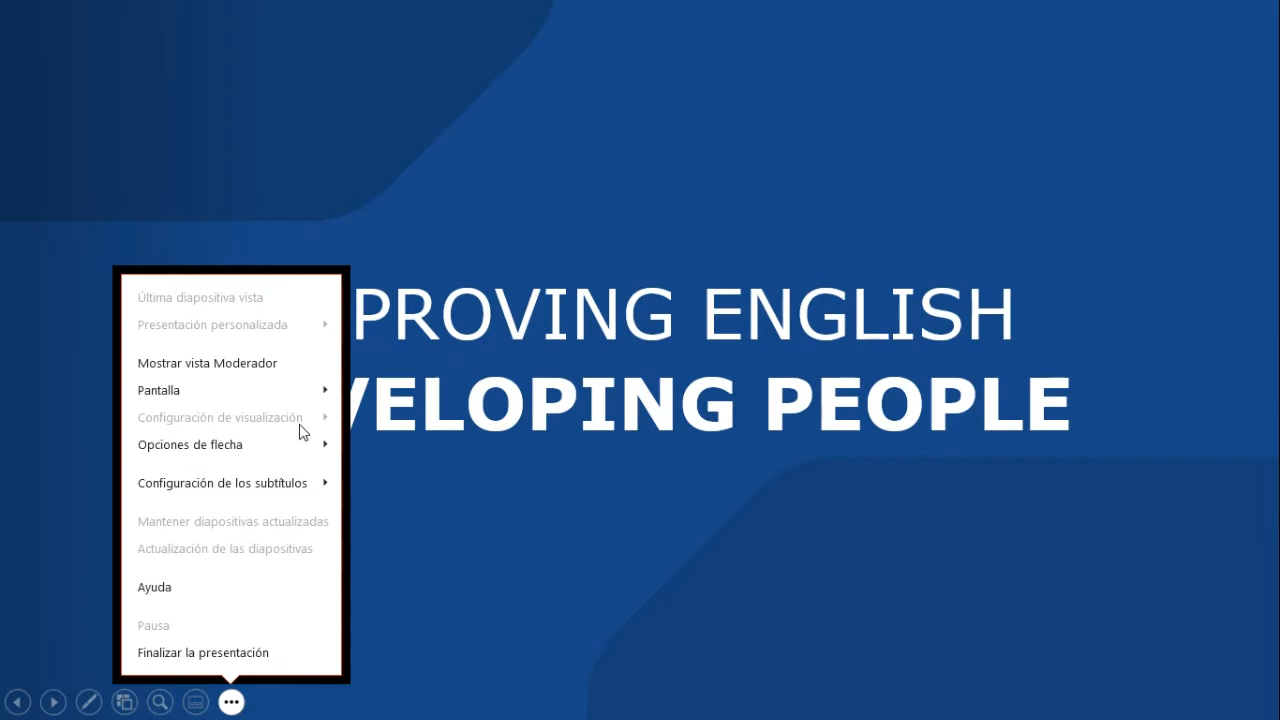 Última diapositiva vista
Presentación personalizada
Mostrar vista Moderador
Pantalla
Configuración de visualización
Opciones de flecha
Configuración de los subtítulos
Mantener diapositivas actualizadas
Actualización de las diapositivas
Ayuda
Pausa
Finalizar la presentación
PROVING ENGLISH
VELOPING PEOPLE